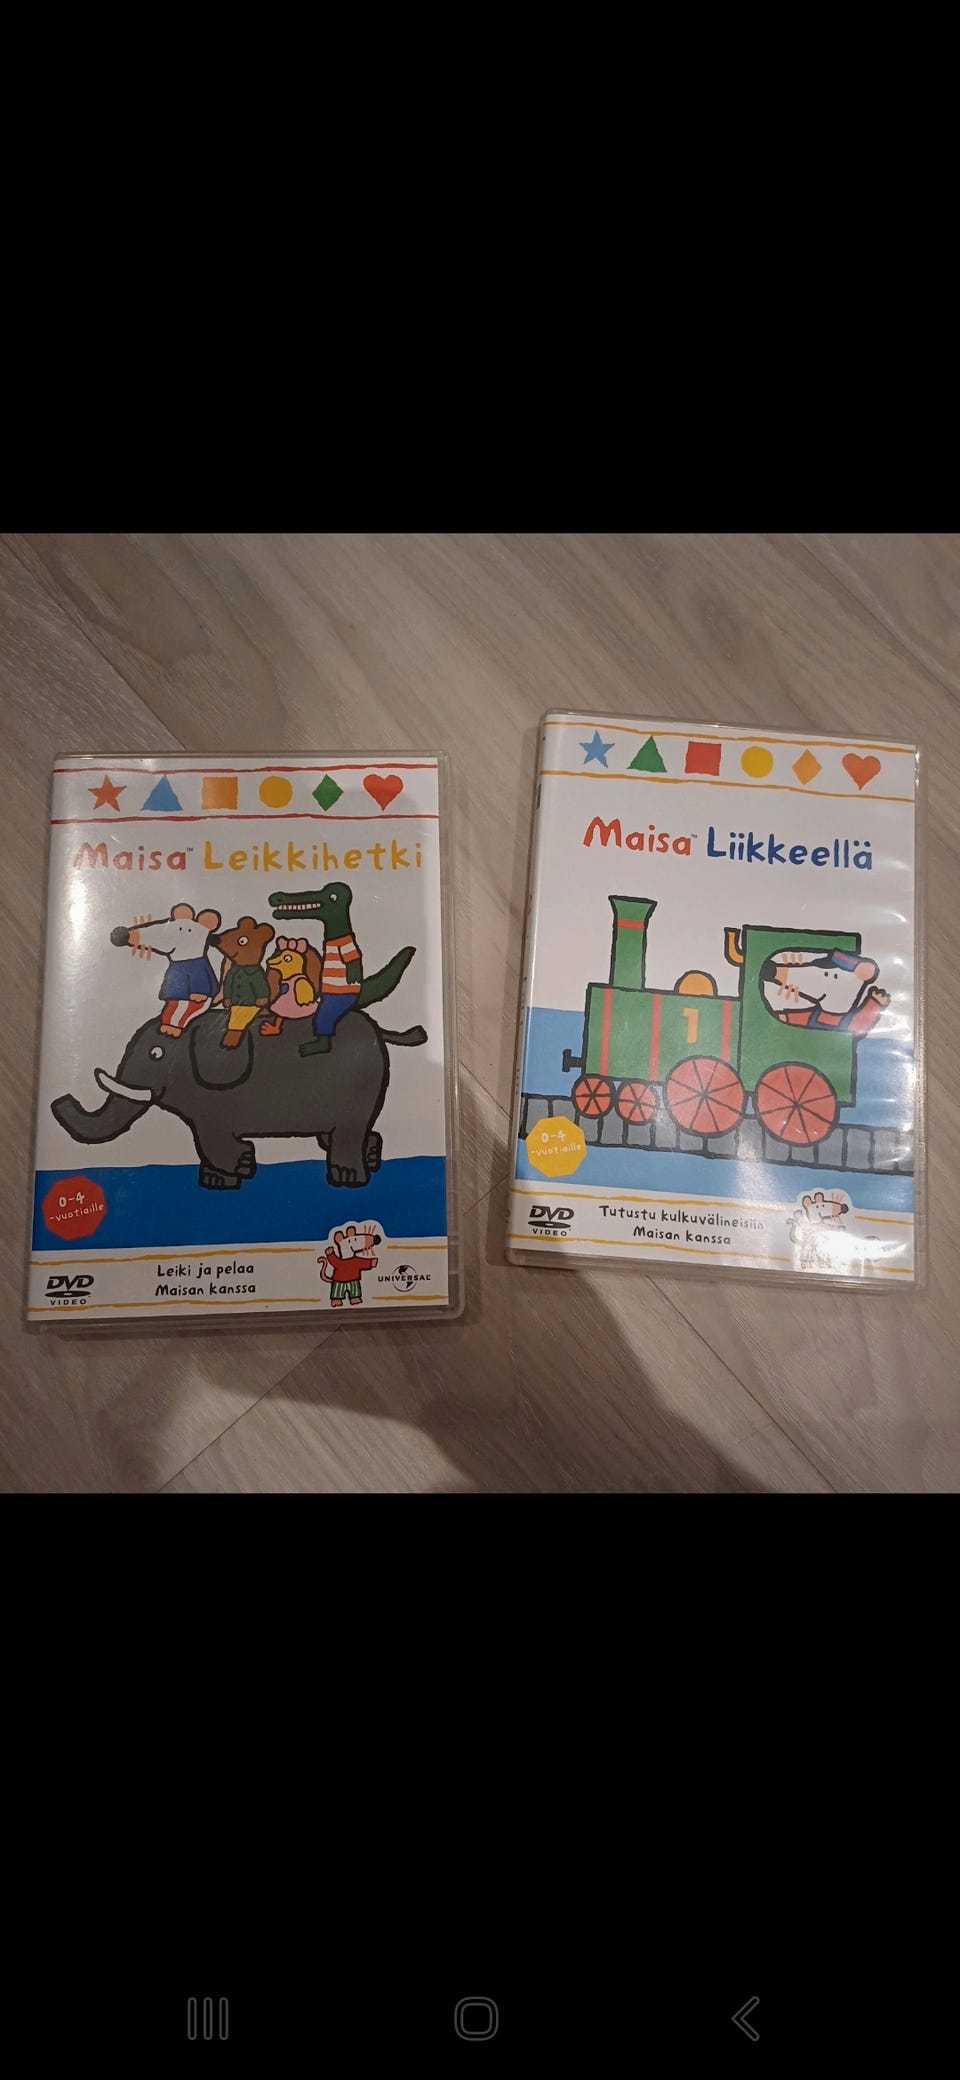 Maisa™ Leikkihetki
0-4
-vuotiaille
DVD
VIDEO
Leiki ja pelaa
Maisan kanssa
UNIVERSAL
Maisa™ Liikkeellä
1
0-4
-vuotiaille
DVD
VIDEO
Tutustu kulkuvälineisiin
Maisan kanssa